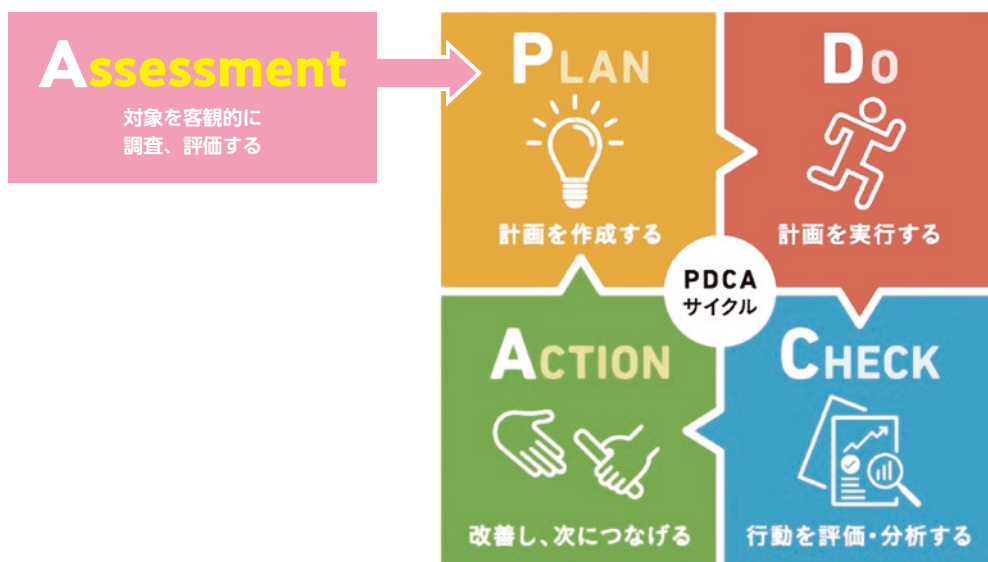 Assessment
対象を客観的に
調査、評価する
PLAN
計画を作成する
DO
計画を実行する
PDCA
サイクル
ACTION
改善し、次につなげる
CHECK
行動を評価・分析する